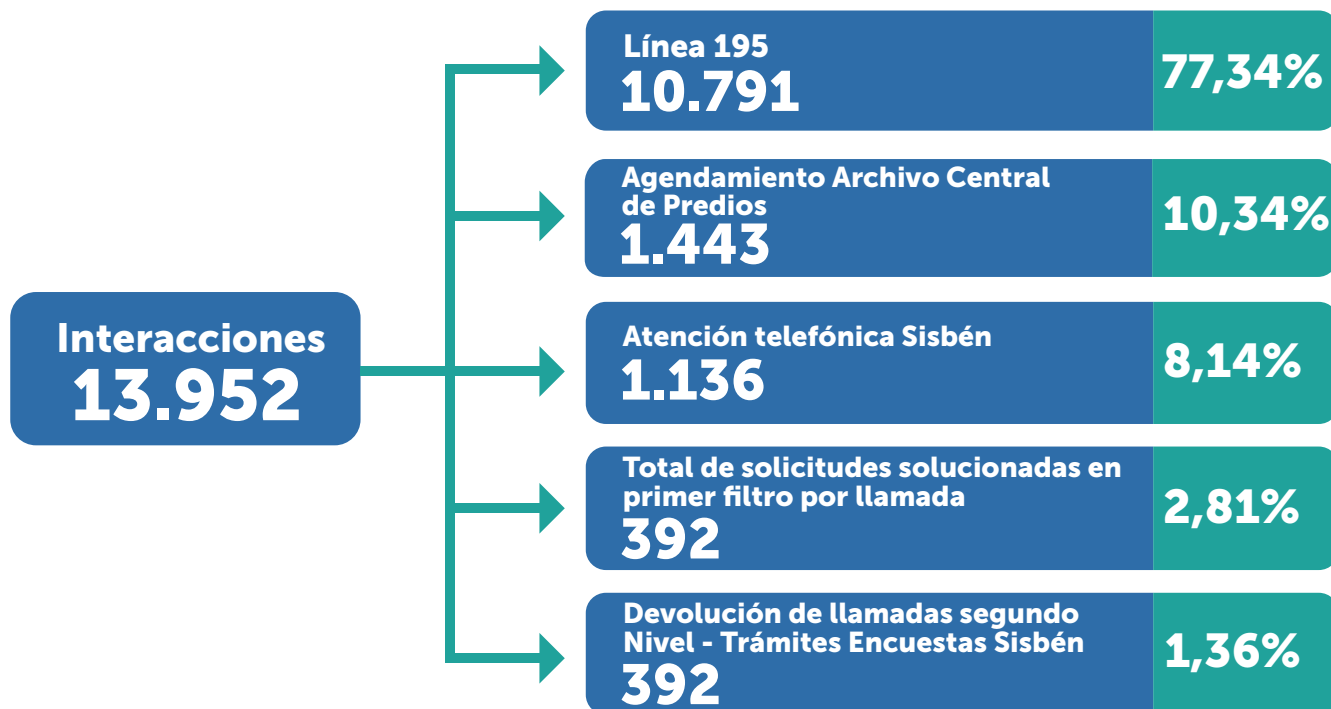 Interacciones
13.952
Línea 195
10.791
77,34%
Agendamiento Archivo Central
de Predios
1.443
10,34%
Atención telefónica Sisbén
1.136
8,14%
Total de solicitudes solucionadas en
primer filtro por llamada
392
2,81%
Devolución de llamadas segundo
Nivel - Trámites Encuestas Sisbén
392
1,36%